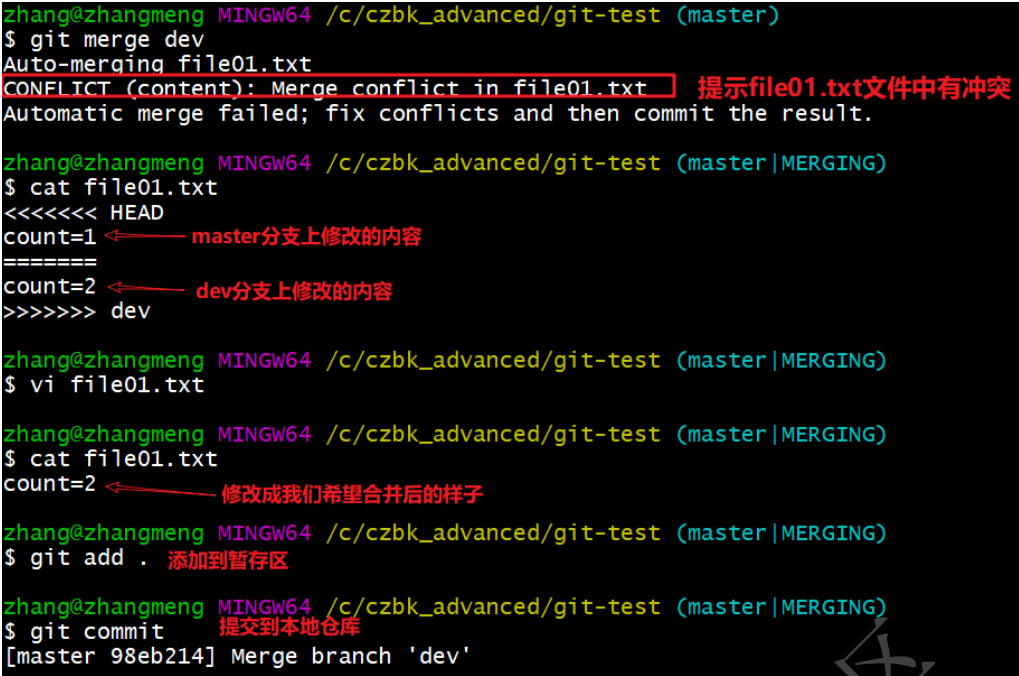 zhang@zhangmeng MINGW64 /c/czbk_advanced/git-test (master)
$ git merge dev
Auto-merging file01.txt
CONFLICT (content): Merge conflict in file01.txt 提示file01.txt文件中有冲突
Automatic merge failed; fix conflicts and then commit the result.
zhang@zhangmeng MINGW64 /c/czbk_advanced/git-test (master|MERGING)
$ cat file01.txt
<<<<<<< HEAD
count=1 master分支上修改的内容
=======
count=2 dev分支上修改的内容
>>>>>>> dev
zhang@zhangmeng MINGW64 /c/czbk_advanced/git-test (master|MERGING)
$ vi file01.txt
zhang@zhangmeng MINGW64 /c/czbk_advanced/git-test (master|MERGING)
$ cat file01.txt
count=2 修改成我们希望合并后的样子
zhang@zhangmeng MINGW64 /c/czbk_advanced/git-test (master|MERGING)
$ git add . 添加到暂存区
zhang@zhangmeng MINGW64 /c/czbk_advanced/git-test (master|MERGING)
$ git commit 提交到本地仓库
[master 98eb214] Merge branch 'dev'